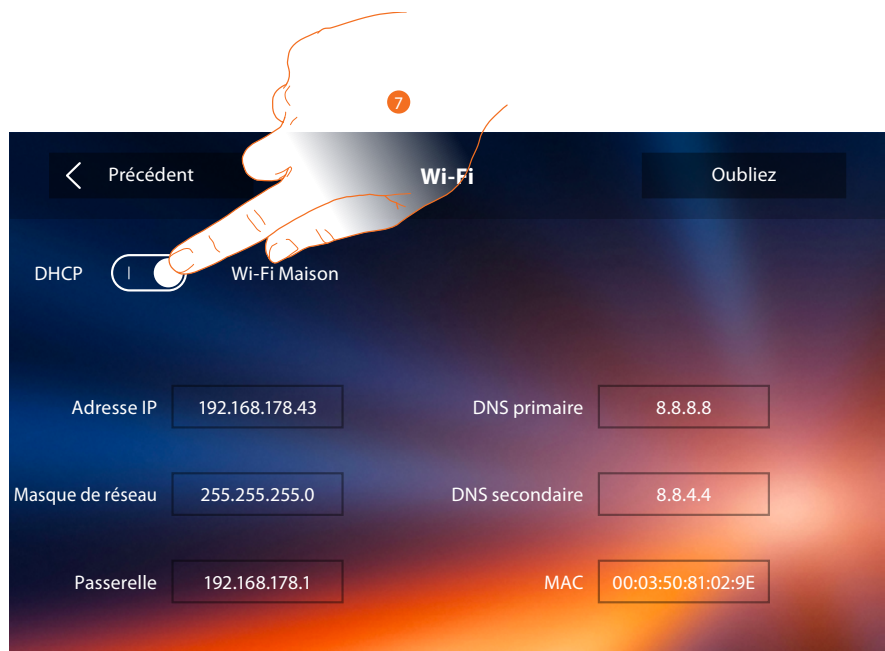 7
Précédent Wi-Fi Oubliez
DHCP I Wi-Fi Maison
Adresse IP 192.168.178.43 DNS primaire 8.8.8.8
Masque de réseau 255.255.255.0 DNS secondaire 8.8.4.4
Passerelle 192.168.178.1 MAC 00:03:50:81:02:9E